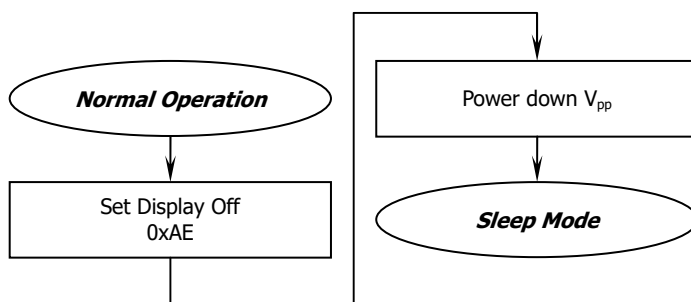 Normal Operation
Set Display Off
0xAE
Power down Vpp
Sleep Mode